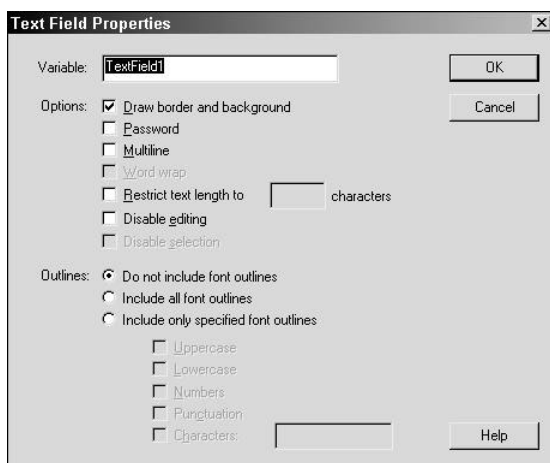 Text Field Properties
Variable: TextField1 OK
Options: Draw border and background Cancel
Password
Multiline
Word wrap
Restrict text length to characters
Disable editing
Disable selection
Outlines: Do not include font outlines
Include all font outlines
Include only specified font outlines
Uppercase
Lowercase
Numbers
Punctuation
Characters: Help